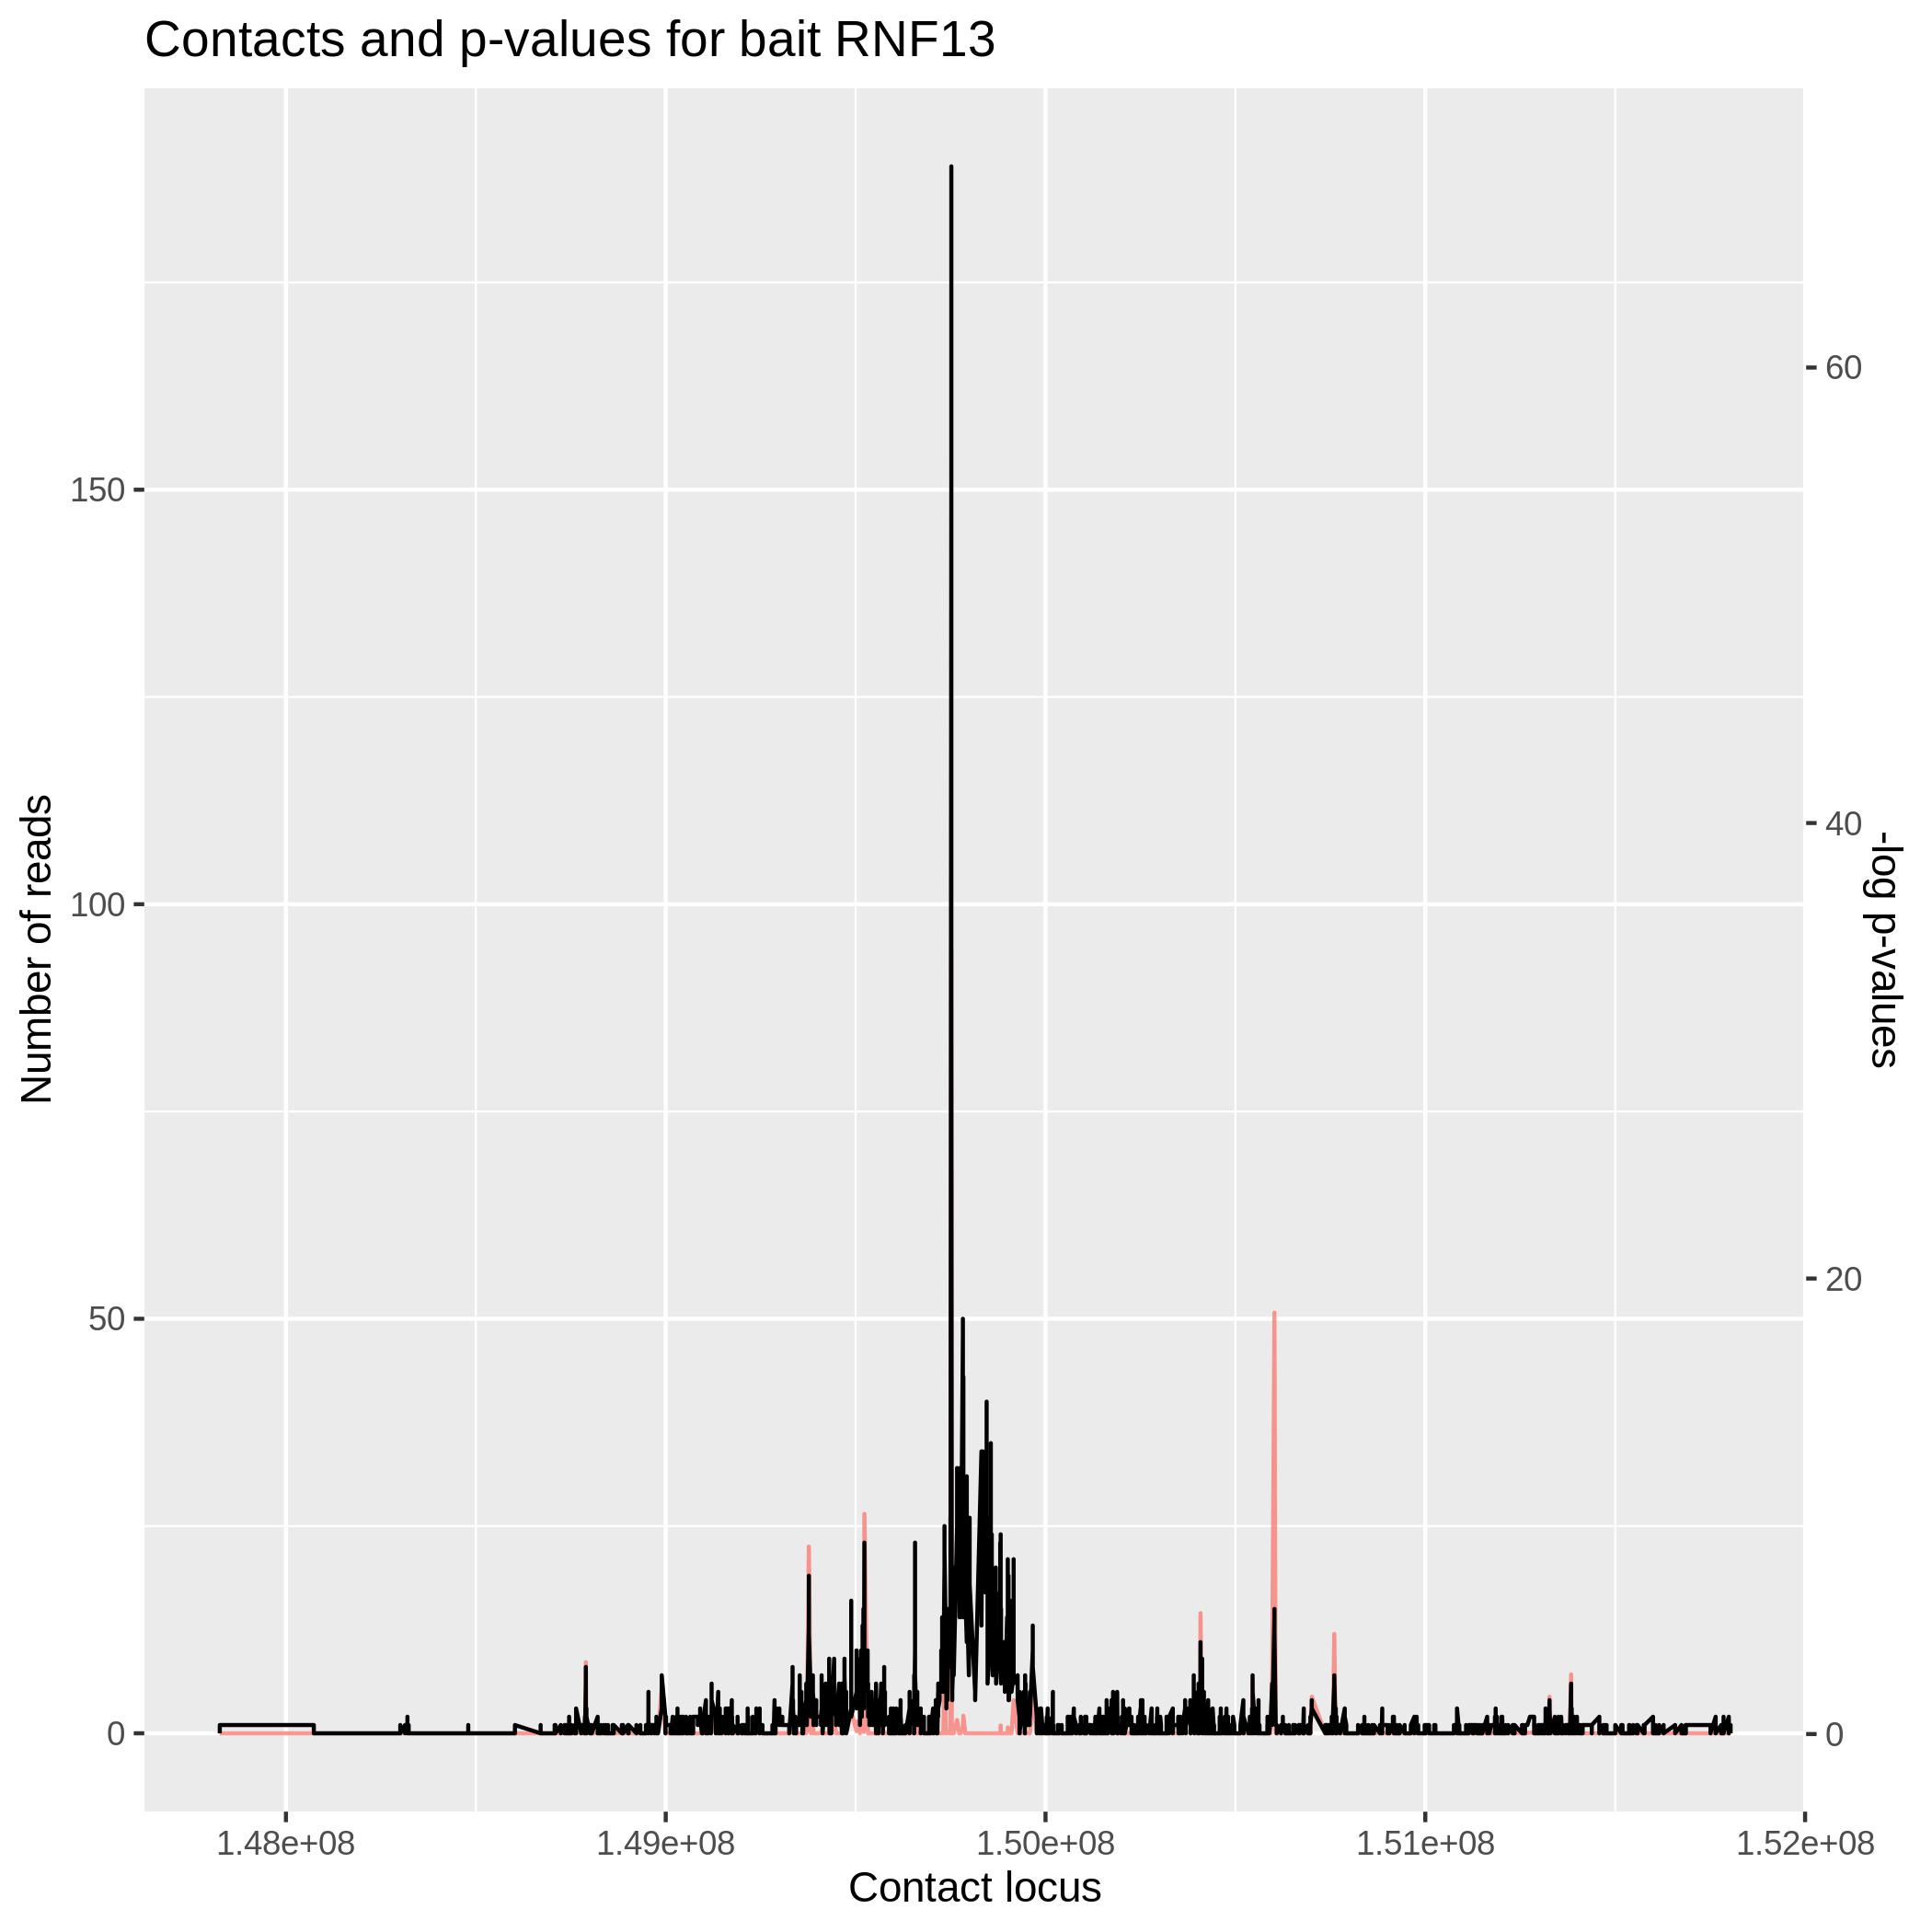 Contacts and p-values for bait RNF13
Number of reads
150
100
50
0
60
40
20
0
-log p-values
1.48e+08
1.49e+08
1.50e+08
1.51e+08
1.52e+08
Contact locus